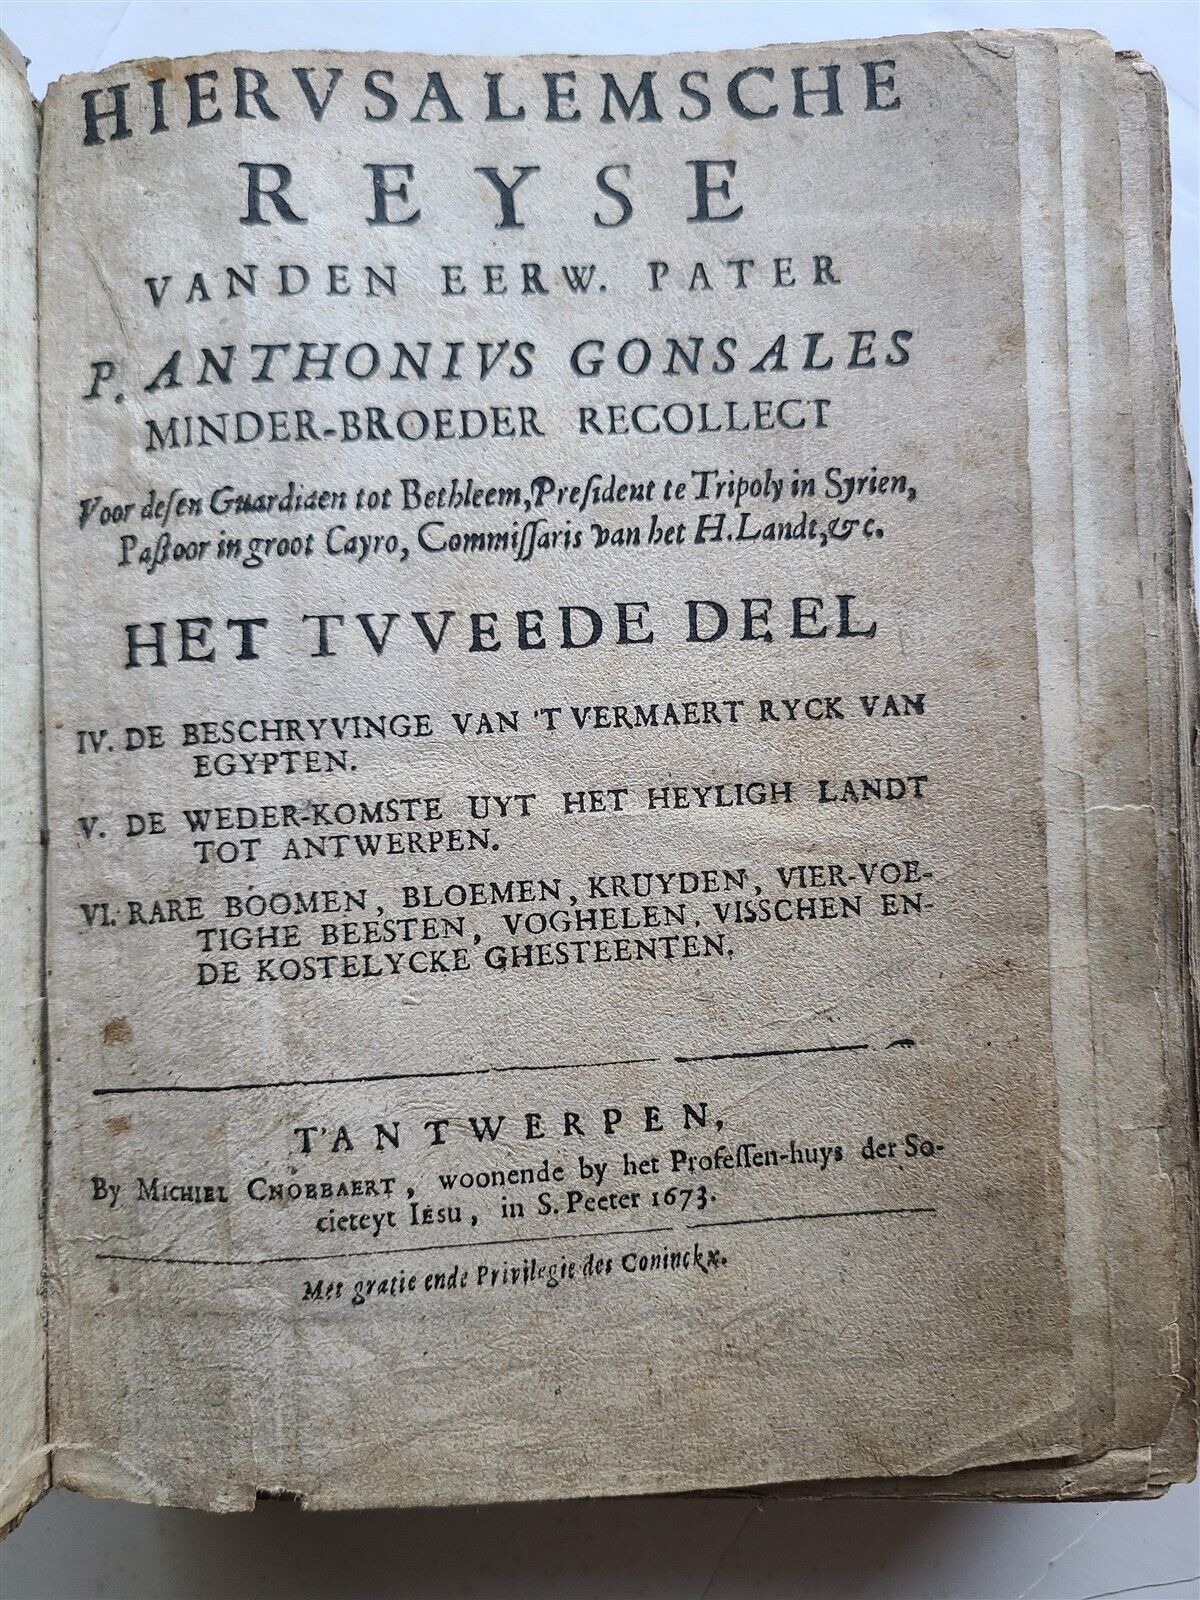 HIERVSALEMSCHE
REYSE
VANDEN EERW. PATER
P. ANTHONIVS GONSALES
MINDER-BROEDER RECOLLECT
Voor deſen Guardiaen tot Bethleem, Preſident te Tripoly in Syrien,
Paſtoor in groot Cayro, Commiſſaris van het H. Landt, &c.
HET TVVEEDE DEEL
IV. DE BESCHRYVINGE VAN 'T VERMAERT RYCK VAN
EGYPTEN.
V. DE WEDER-KOMSTE UYT HET HEYLIGH LANDT
TOT ANTWERPEN.
VI. RARE BOOMEN, BLOEMEN, KRUYDEN, VIER-VOE-
TIGHE BEESTEN, VOGHELEN, VISSCHEN EN-
DE KOSTELYCKE GHESTEENTEN.
T'ANTWERPEN,
By MICHIEL CNOBBAERT, woonende by het Profeſſen-huys der So-
cieteyt IESU, in S. Peeter 1673.
Met gratie ende Privilegie des Coninckx.